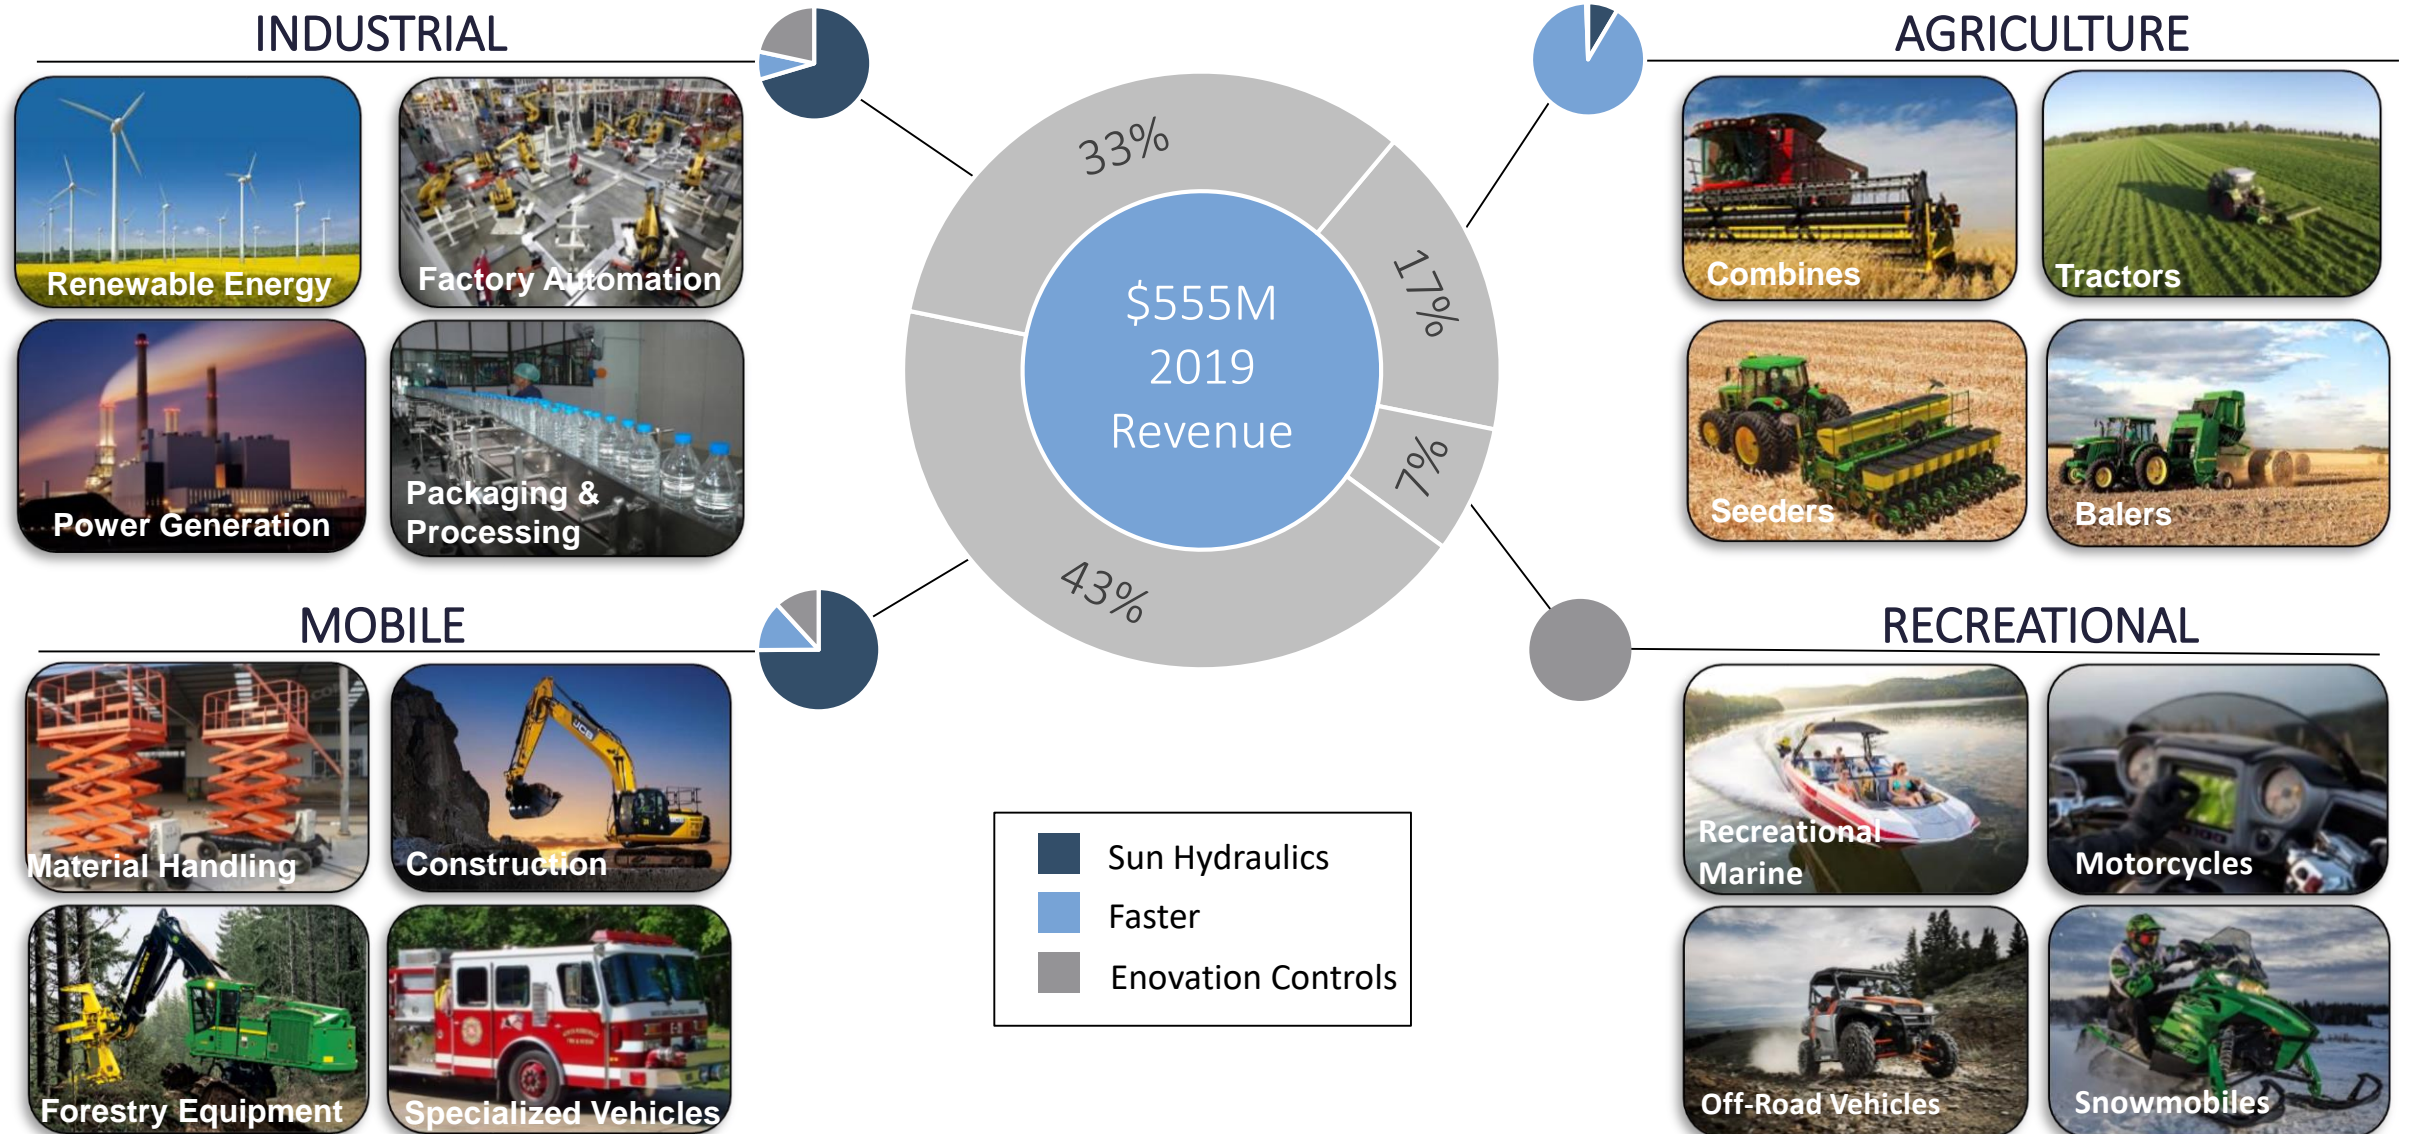 INDUSTRIAL
Renewable Energy
Factory Automation
Power Generation
Packaging &
Processing
MOBILE
Material Handling
Construction
JCB
Forestry Equipment
Specialized Vehicles
33%
17%
7%
43%
$555M
2019
Revenue
Sun Hydraulics
Faster
Enovation Controls
AGRICULTURE
Combines
Tractors
Seeders
Balers
RECREATIONAL
Recreational
Marine
Motorcycles
Off-Road Vehicles
Snowmobiles